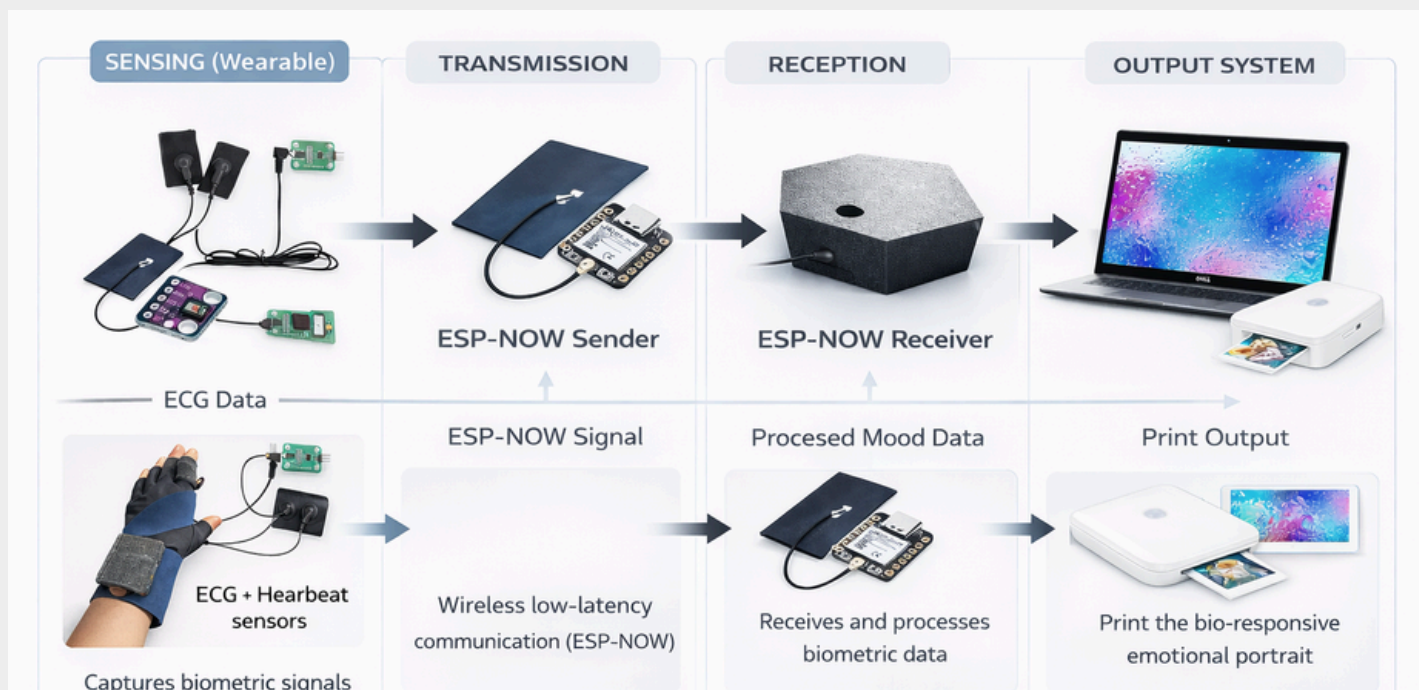 SENSING (Wearable)
TRANSMISSION
RECEPTION
OUTPUT SYSTEM
DELL
ESP-NOW Sender
ESP-NOW Receiver
ECG Data
ESP-NOW Signal
Procesed Mood Data
Print Output
ECG + Hearbeat
sensors
Wireless low-latency
communication (ESP-NOW)
Receives and processes
biometric data
Print the bio-responsive
emotional portrait
Captures biometric signals